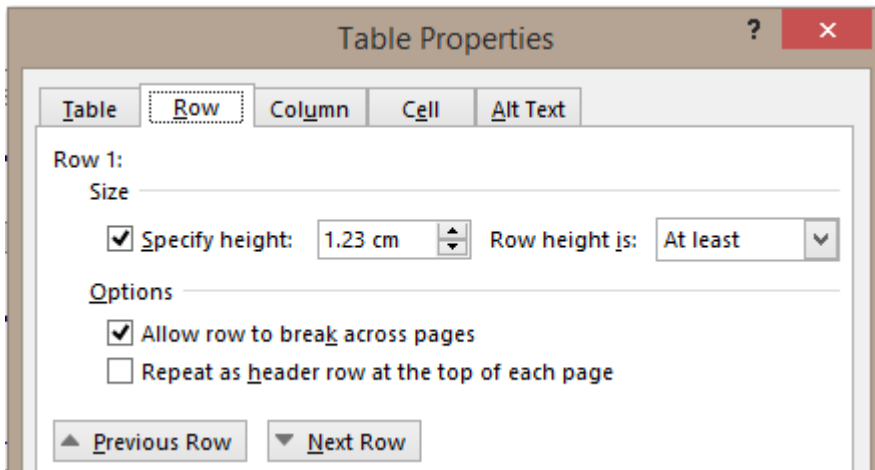 Table Properties ?
Table Row Column Cell Alt Text
Row 1:
Size
Specify height: 1.23 cm Row height is: At least
Options
Allow row to break across pages
Repeat as header row at the top of each page
Previous Row Next Row